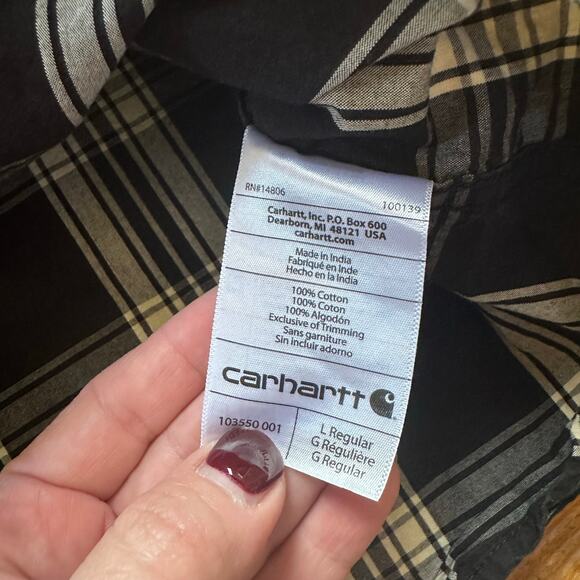 RN#14806 100139
Carhartt, Inc. P.O. Box 600
Dearborn, MI 48121 USA
carhartt.com
Made in India
Fabriqué en Inde
Hecho en la India
100% Cotton
100% Coton
100% Algodón
Exclusive of Trimming
Sans garniture
Sin incluir adorno
carhartt
103550 001
L Regular
G Régulière
G Regular